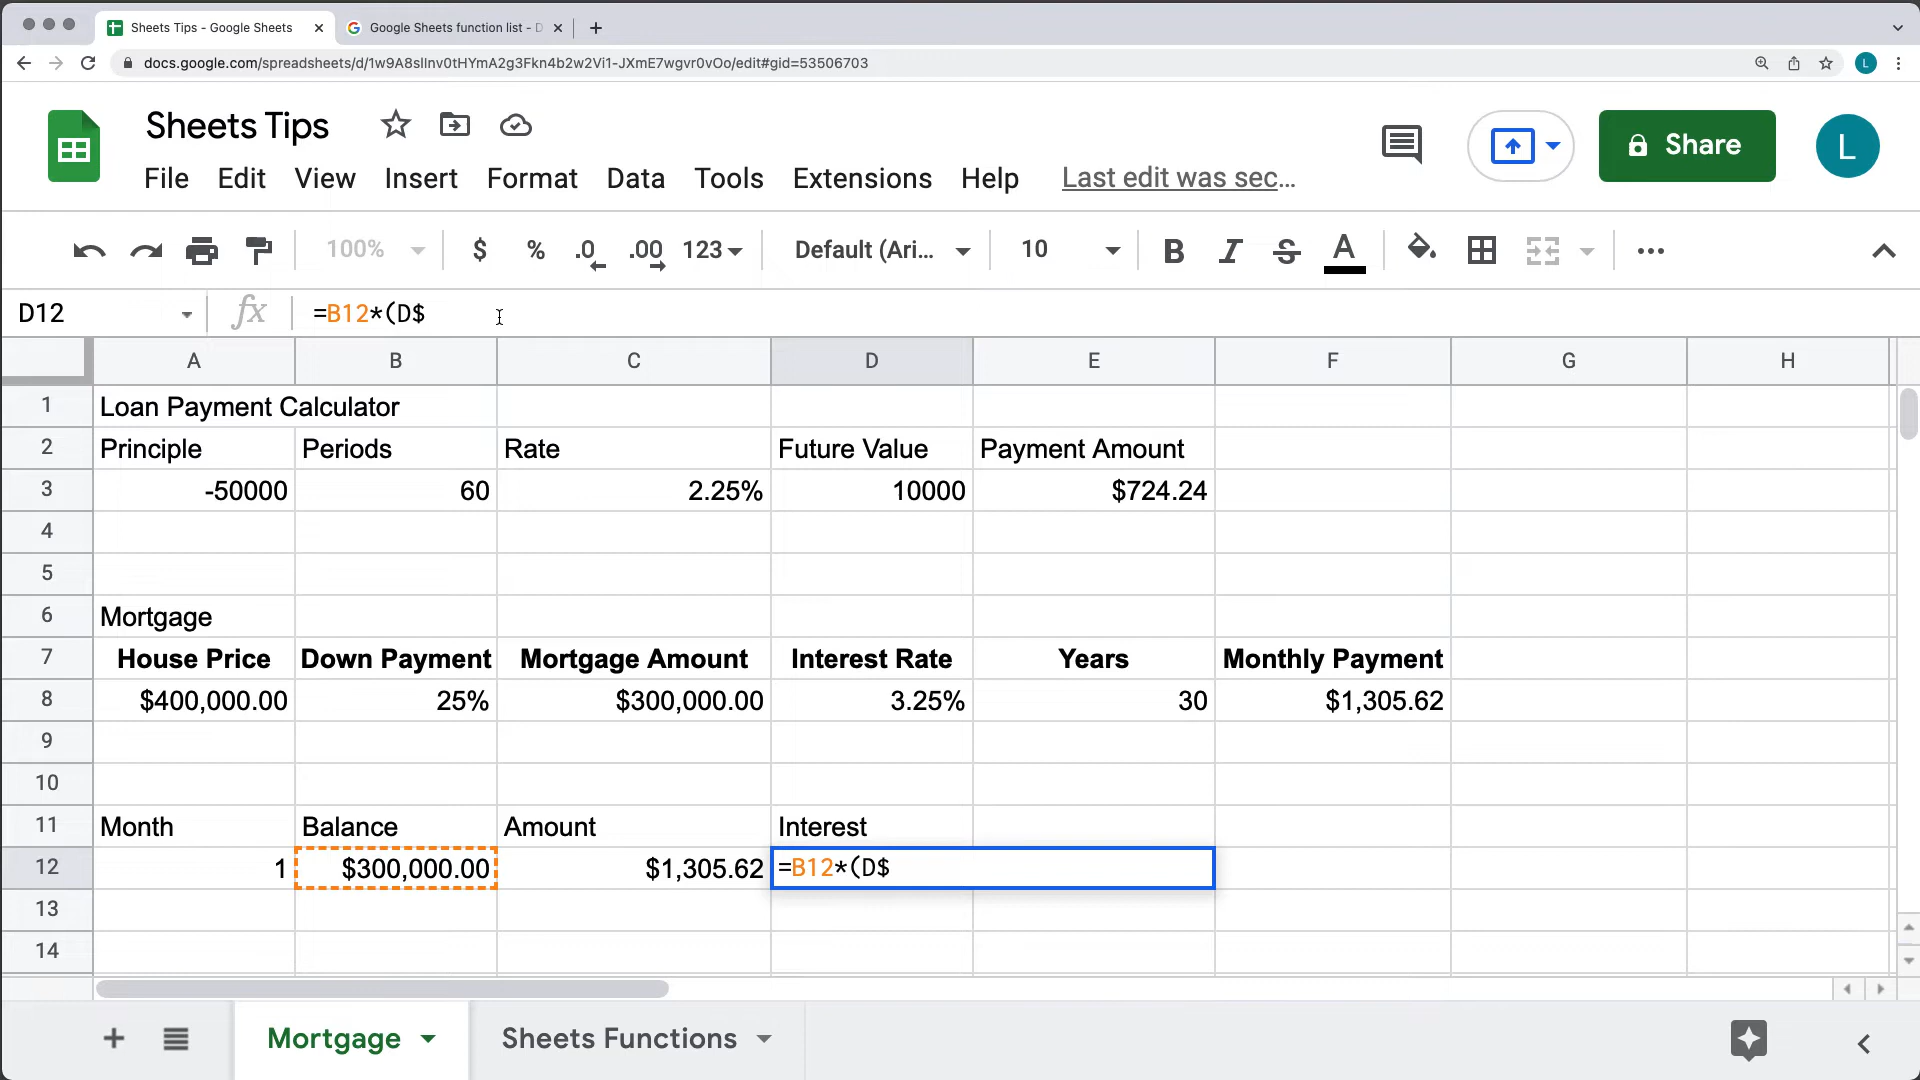 Sheets Tips - Google Sheets
Google Sheets function list - D
docs.google.com/spreadsheets/d/1w9A8sIlnv0tHYmA2g3Fkn4b2w2Vi1-JXmE7wgvr0vOo/edit#gid=53506703
L
Sheets Tips
File Edit View Insert Format Data Tools Extensions Help Last edit was sec...
Share
L
100% $ % .0 .00 123 Default (Ari... 10 B I S A
D12 fx =B12*(D$
A B C D E F G H
1 Loan Payment Calculator
2 Principle Periods Rate Future Value Payment Amount
3 -50000 60 2.25% 10000 $724.24
4
5
6 Mortgage
7 House Price Down Payment Mortgage Amount Interest Rate Years Monthly Payment
8 $400,000.00 25% $300,000.00 3.25% 30 $1,305.62
9
10
11 Month Balance Amount Interest
12 1 $300,000.00 $1,305.62 =B12*(D$
13
14
Mortgage Sheets Functions